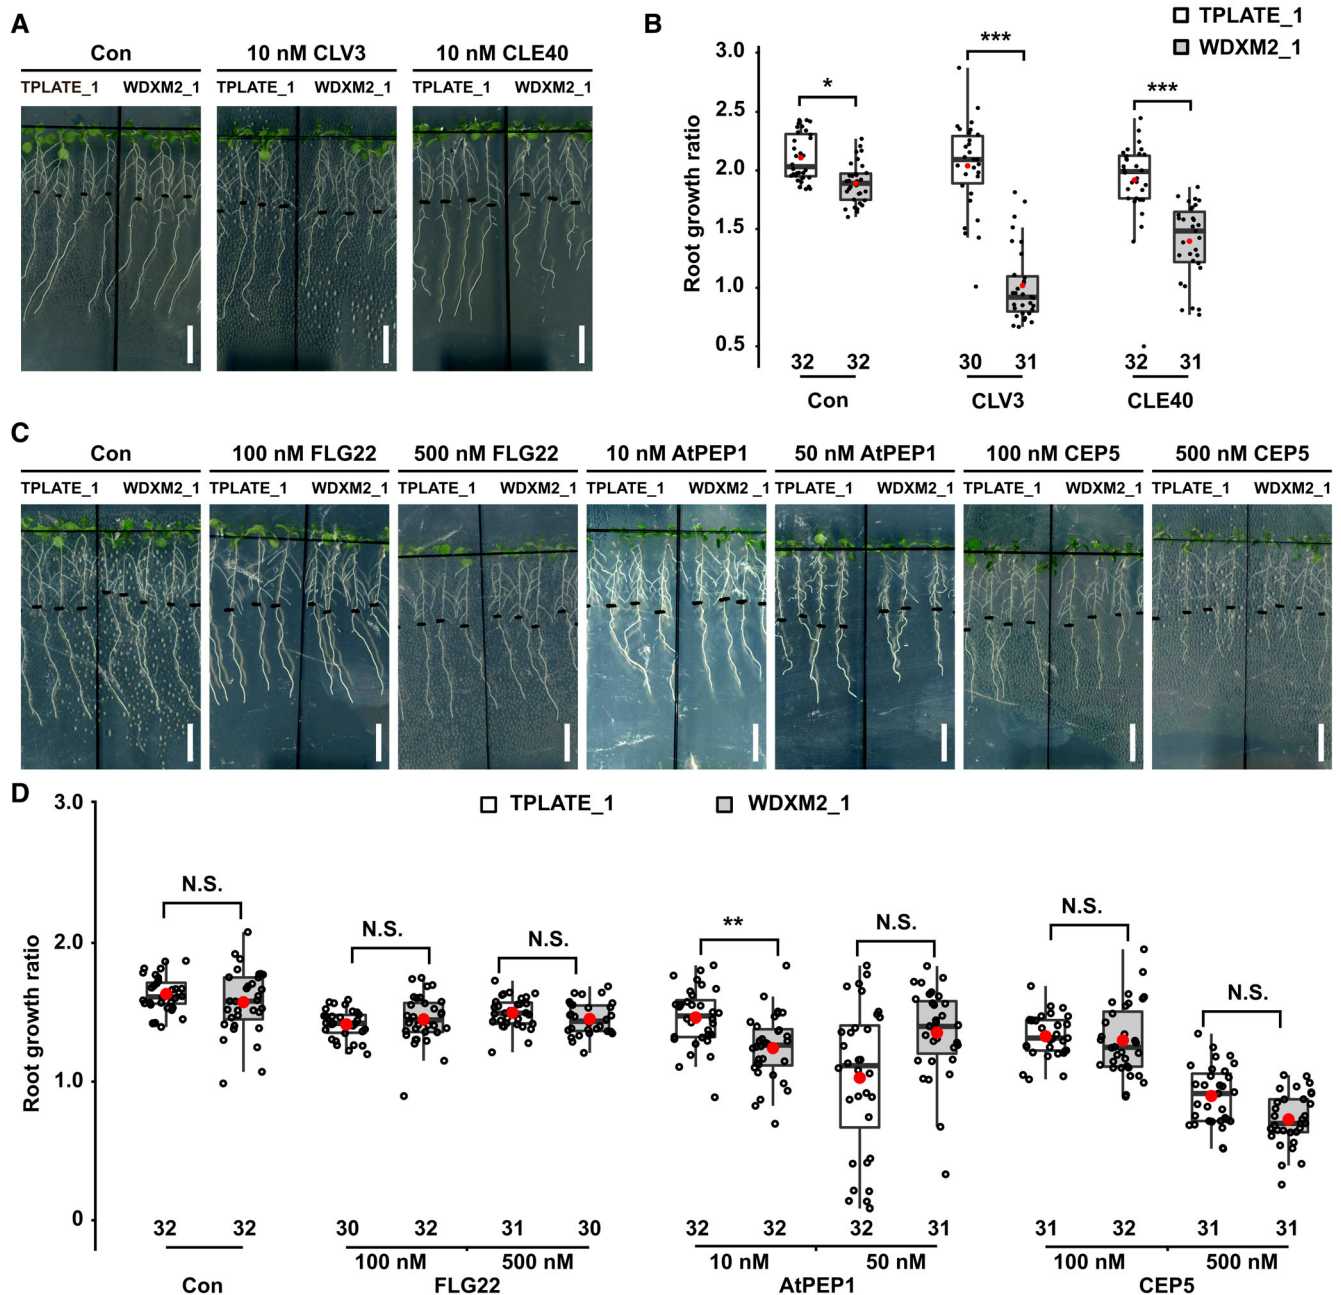 A
Con
10 nM CLV3
10 nM CLE40
TPLATE_1 WDXM2_1
TPLATE_1 WDXM2_1
TPLATE_1 WDXM2_1
B
TPLATE_1
WDXM2_1
Root growth ratio
3.0
2.5
2.0
1.5
1.0
0.5
*
***
***
32 32
30 31
32 31
Con
CLV3
CLE40
C
Con
100 nM FLG22
500 nM FLG22
10 nM AtPEP1
50 nM AtPEP1
100 nM CEP5
500 nM CEP5
TPLATE_1 WDXM2_1
TPLATE_1 WDXM2_1
TPLATE_1 WDXM2_1
TPLATE_1 WDXM2_1
TPLATE_1 WDXM2_1
TPLATE_1 WDXM2_1
TPLATE_1 WDXM2_1
D
TPLATE_1
WDXM2_1
Root growth ratio
3.0
2.0
1.0
0
N.S.
N.S.
N.S.
**
N.S.
N.S.
N.S.
32 32
30 32 31 30
32 32 32 31
31 32 31 31
100 nM 500 nM
10 nM 50 nM
100 nM 500 nM
Con
FLG22
AtPEP1
CEP5